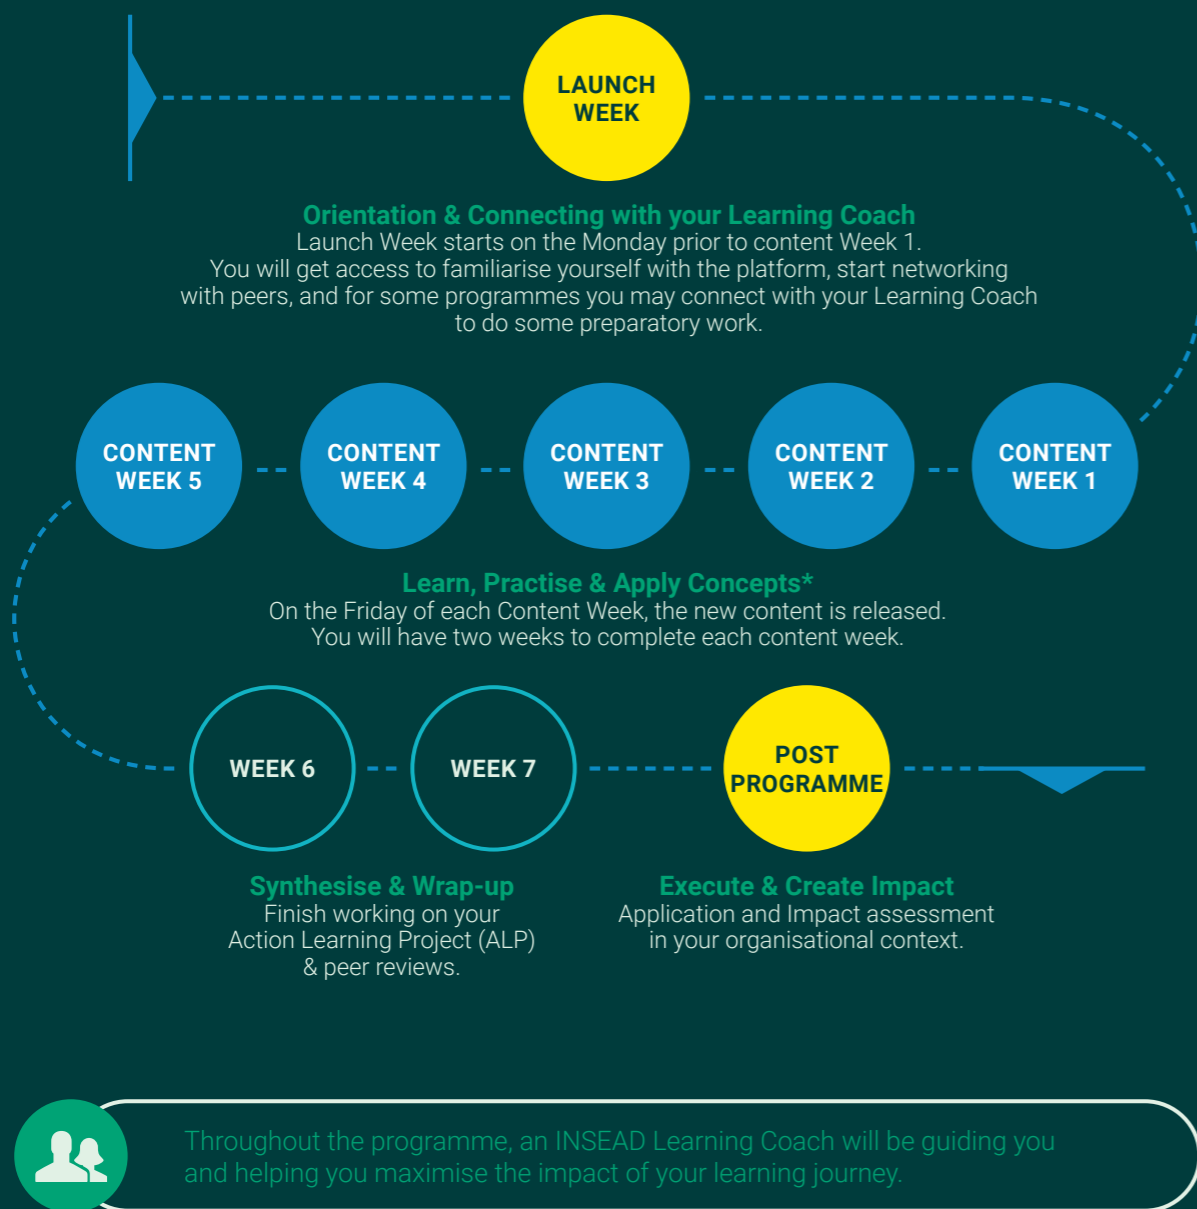 LAUNCH
WEEK
Orientation & Connecting with your Learning Coach
Launch Week starts on the Monday prior to content Week 1.
You will get access to familiarise yourself with the platform, start networking
with peers, and for some programmes you may connect with your Learning Coach
to do some preparatory work.
CONTENT
WEEK 5
CONTENT
WEEK 4
CONTENT
WEEK 3
CONTENT
WEEK 2
CONTENT
WEEK 1
Learn, Practise & Apply Concepts*
On the Friday of each Content Week, the new content is released.
You will have two weeks to complete each content week.
WEEK 6
WEEK 7
POST
PROGRAMME
Synthesise & Wrap-up
Finish working on your
Action Learning Project (ALP)
& peer reviews.
Execute & Create Impact
Application and Impact assessment
in your organisational context.
Throughout the programme, an INSEAD Learning Coach will be guiding you
and helping you maximise the impact of your learning journey.